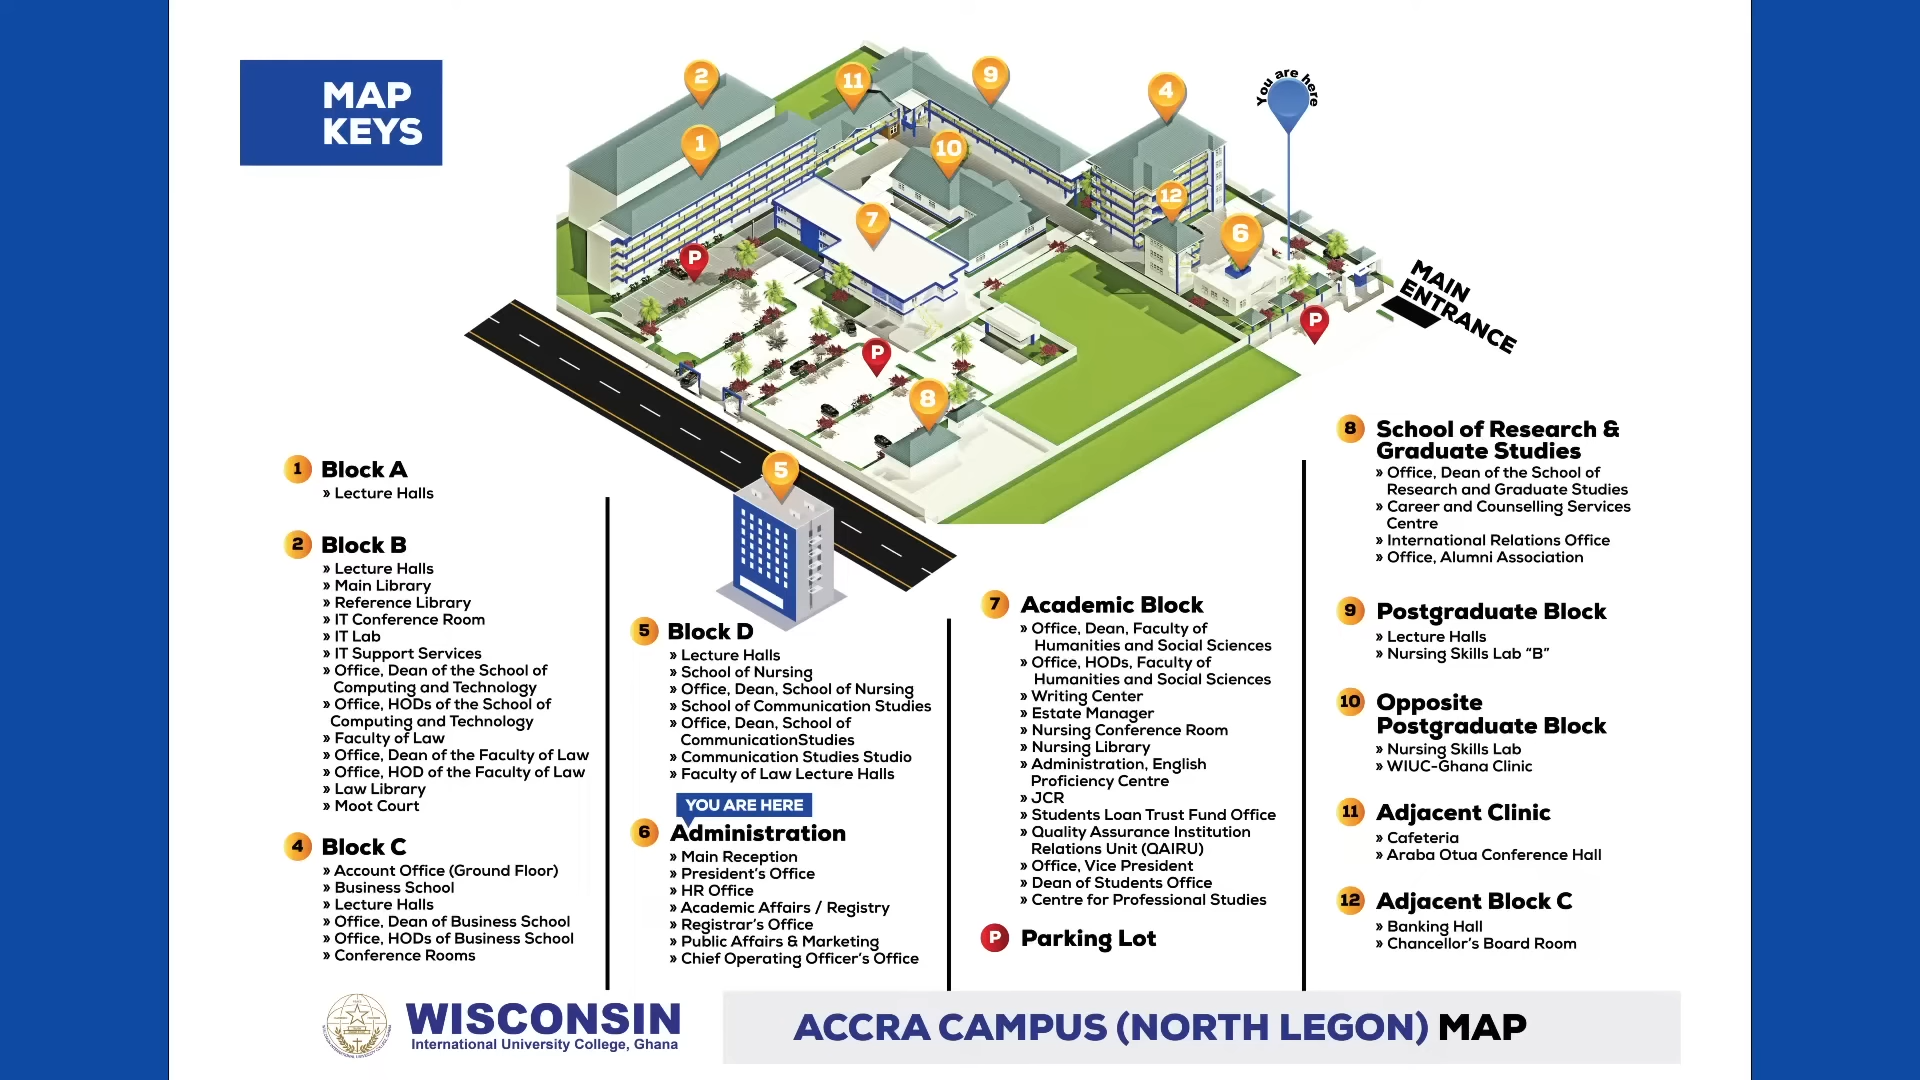 MAP
KEYS
2
11
9
4
You are here
1
10
12
7
6
P
MAIN
ENTRANCE
P
P
8
5
1 Block A
» Lecture Halls
2 Block B
» Lecture Halls
» Main Library
» Reference Library
» IT Conference Room
» IT Lab
» IT Support Services
» Office, Dean of the School of
Computing and Technology
» Office, HODs of the School of
Computing and Technology
» Faculty of Law
» Office, Dean of the Faculty of Law
» Office, HOD of the Faculty of Law
» Law Library
» Moot Court
4 Block C
» Account Office (Ground Floor)
» Business School
» Lecture Halls
» Office, Dean of Business School
» Office, HODs of Business School
» Conference Rooms
5 Block D
» Lecture Halls
» School of Nursing
» Office, Dean, School of Nursing
» School of Communication Studies
» Office, Dean, School of
CommunicationStudies
» Communication Studies Studio
» Faculty of Law Lecture Halls
YOU ARE HERE
6 Administration
» Main Reception
» President's Office
» HR Office
» Academic Affairs / Registry
» Registrar's Office
» Public Affairs & Marketing
» Chief Operating Officer's Office
7 Academic Block
» Office, Dean, Faculty of
Humanities and Social Sciences
» Office, HODs, Faculty of
Humanities and Social Sciences
» Writing Center
» Estate Manager
» Nursing Conference Room
» Nursing Library
» Administration, English
Proficiency Centre
» JCR
» Students Loan Trust Fund Office
» Quality Assurance Institution
Relations Unit (QAIRU)
» Office, Vice President
» Dean of Students Office
» Centre for Professional Studies
P Parking Lot
8 School of Research &
Graduate Studies
» Office, Dean of the School of
Research and Graduate Studies
» Career and Counselling Services
Centre
» International Relations Office
» Office, Alumni Association
9 Postgraduate Block
» Lecture Halls
» Nursing Skills Lab “B”
10 Opposite
Postgraduate Block
» Nursing Skills Lab
» WIUC-Ghana Clinic
11 Adjacent Clinic
» Cafeteria
» Araba Otua Conference Hall
12 Adjacent Block C
» Banking Hall
» Chancellor's Board Room
WISCONSIN
International University College, Ghana
ACCRA CAMPUS (NORTH LEGON) MAP